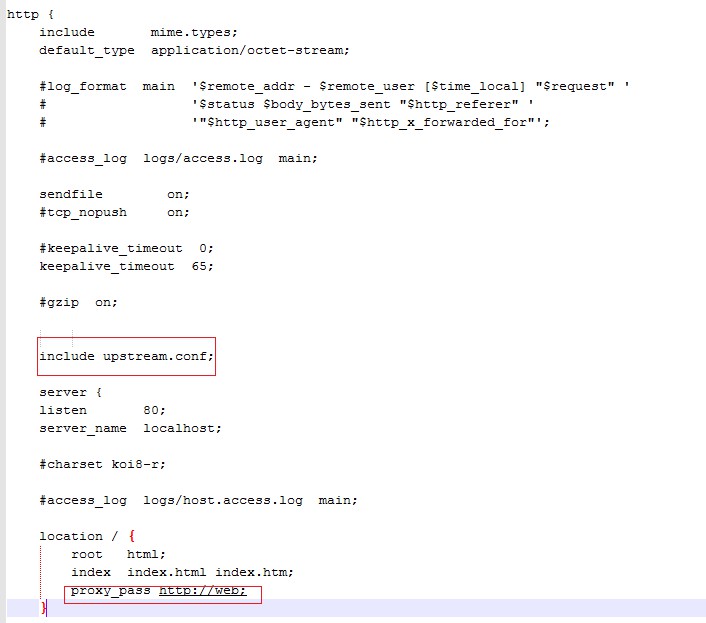 http {
include mime.types;
default_type application/octet-stream;
#log_format main '$remote_addr - $remote_user [$time_local] "$request" '
# '$status $body_bytes_sent "$http_referer" '
# '"$http_user_agent" "$http_x_forwarded_for"';
#access_log logs/access.log main;
sendfile on;
#tcp_nopush on;
#keepalive_timeout 0;
keepalive_timeout 65;
#gzip on;
include upstream.conf;
server {
listen 80;
server_name localhost;
#charset koi8-r;
#access_log logs/host.access.log main;
location / {
root html;
index index.html index.htm;
proxy_pass http://web;
}